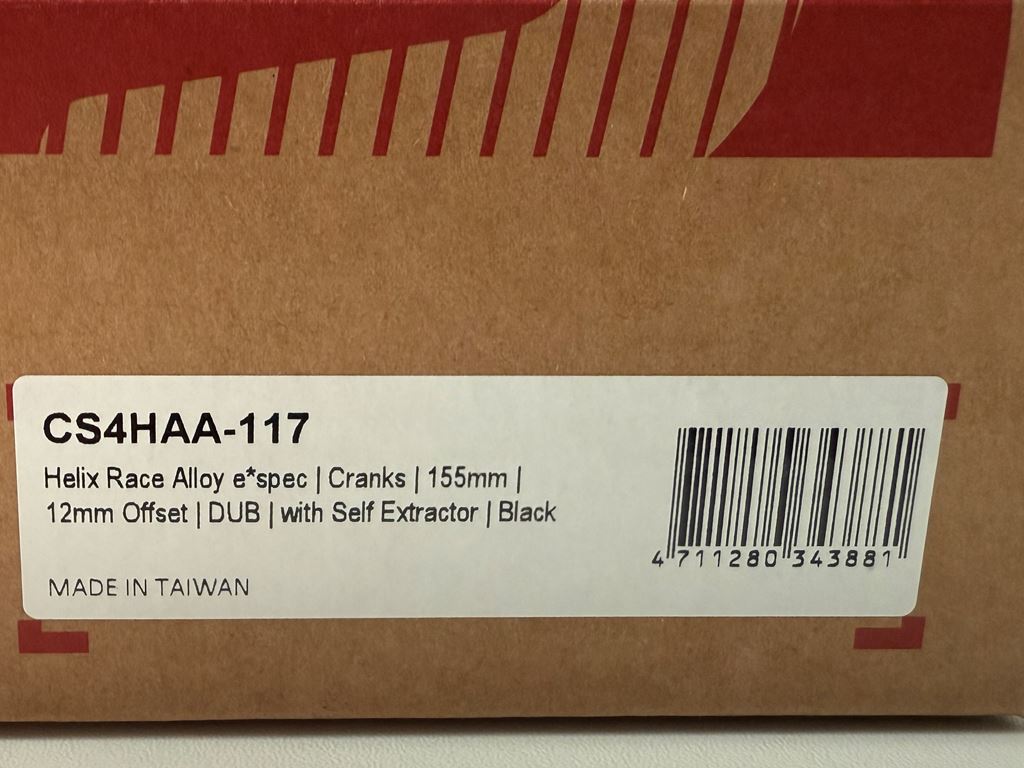 CS4HAA-117
Helix Race Alloy e*spec | Cranks | 155mm |
12mm Offset | DUB | with Self Extractor | Black
MADE IN TAIWAN
4 711280 343881